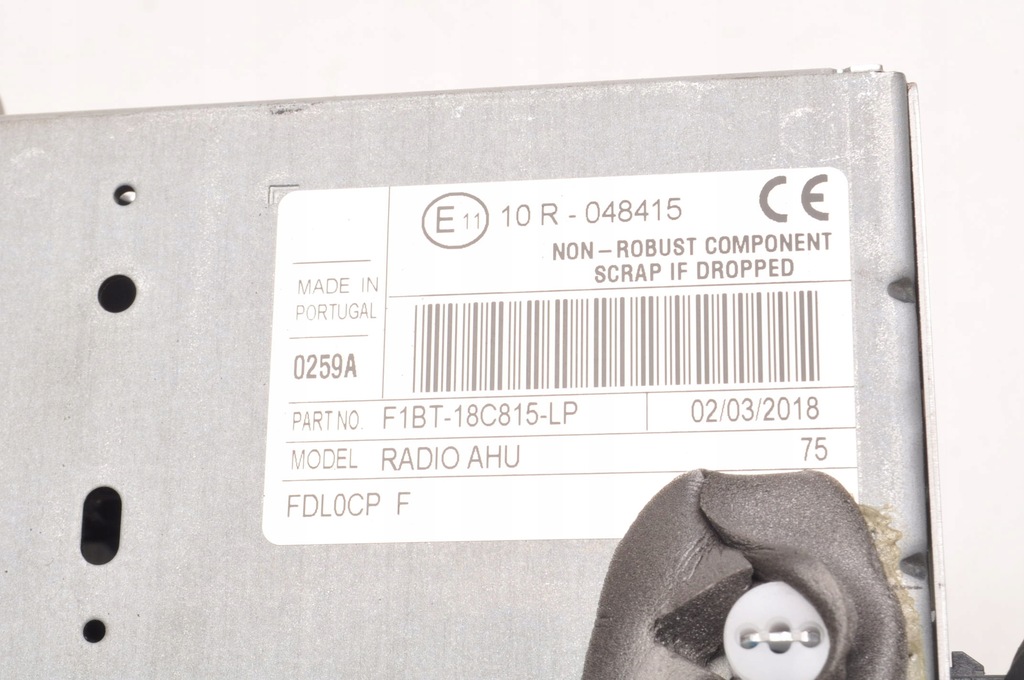 E 11 10 R - 048415 CE
NON-ROBUST COMPONENT
SCRAP IF DROPPED
MADE IN
PORTUGAL
0259A
PART NO. F1BT-18C815-LP 02/03/2018
MODEL RADIO AHU 75
FDL0CP F